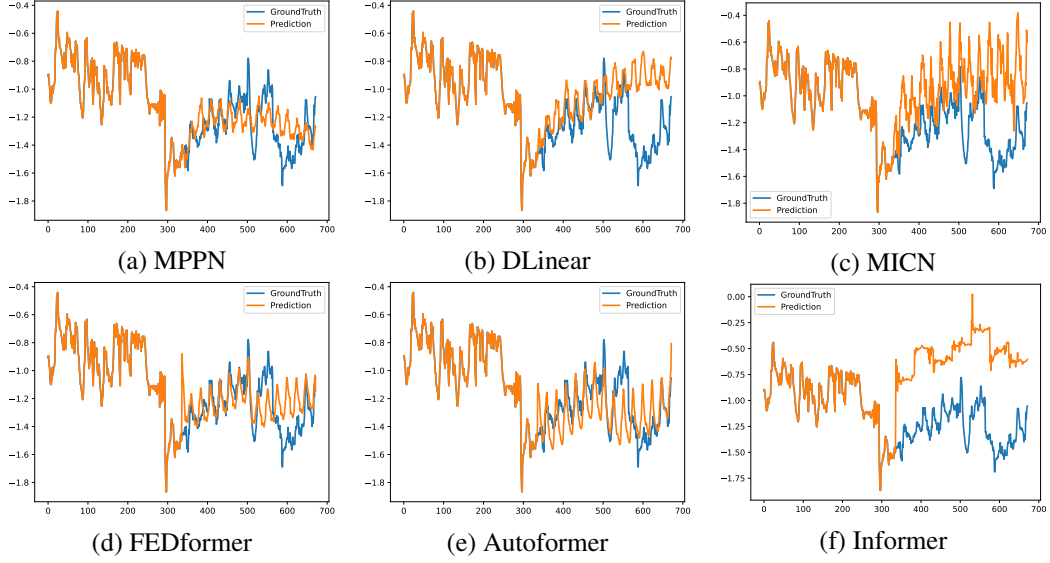 GroundTruth
Prediction
−0.4
−0.6
−0.8
−1.0
−1.2
−1.4
−1.6
−1.8
0 100 200 300 400 500 600 700
(a) MPPN
GroundTruth
Prediction
−0.4
−0.6
−0.8
−1.0
−1.2
−1.4
−1.6
−1.8
0 100 200 300 400 500 600 700
(b) DLinear
−0.4
−0.6
−0.8
−1.0
−1.2
−1.4
−1.6
−1.8
GroundTruth
Prediction
0 100 200 300 400 500 600 700
(c) MICN
GroundTruth
Prediction
−0.4
−0.6
−0.8
−1.0
−1.2
−1.4
−1.6
−1.8
0 100 200 300 400 500 600 700
(d) FEDformer
GroundTruth
Prediction
−0.4
−0.6
−0.8
−1.0
−1.2
−1.4
−1.6
−1.8
0 100 200 300 400 500 600 700
(e) Autoformer
GroundTruth
Prediction
0.00
−0.25
−0.50
−0.75
−1.00
−1.25
−1.50
−1.75
0 100 200 300 400 500 600 700
(f) Informer